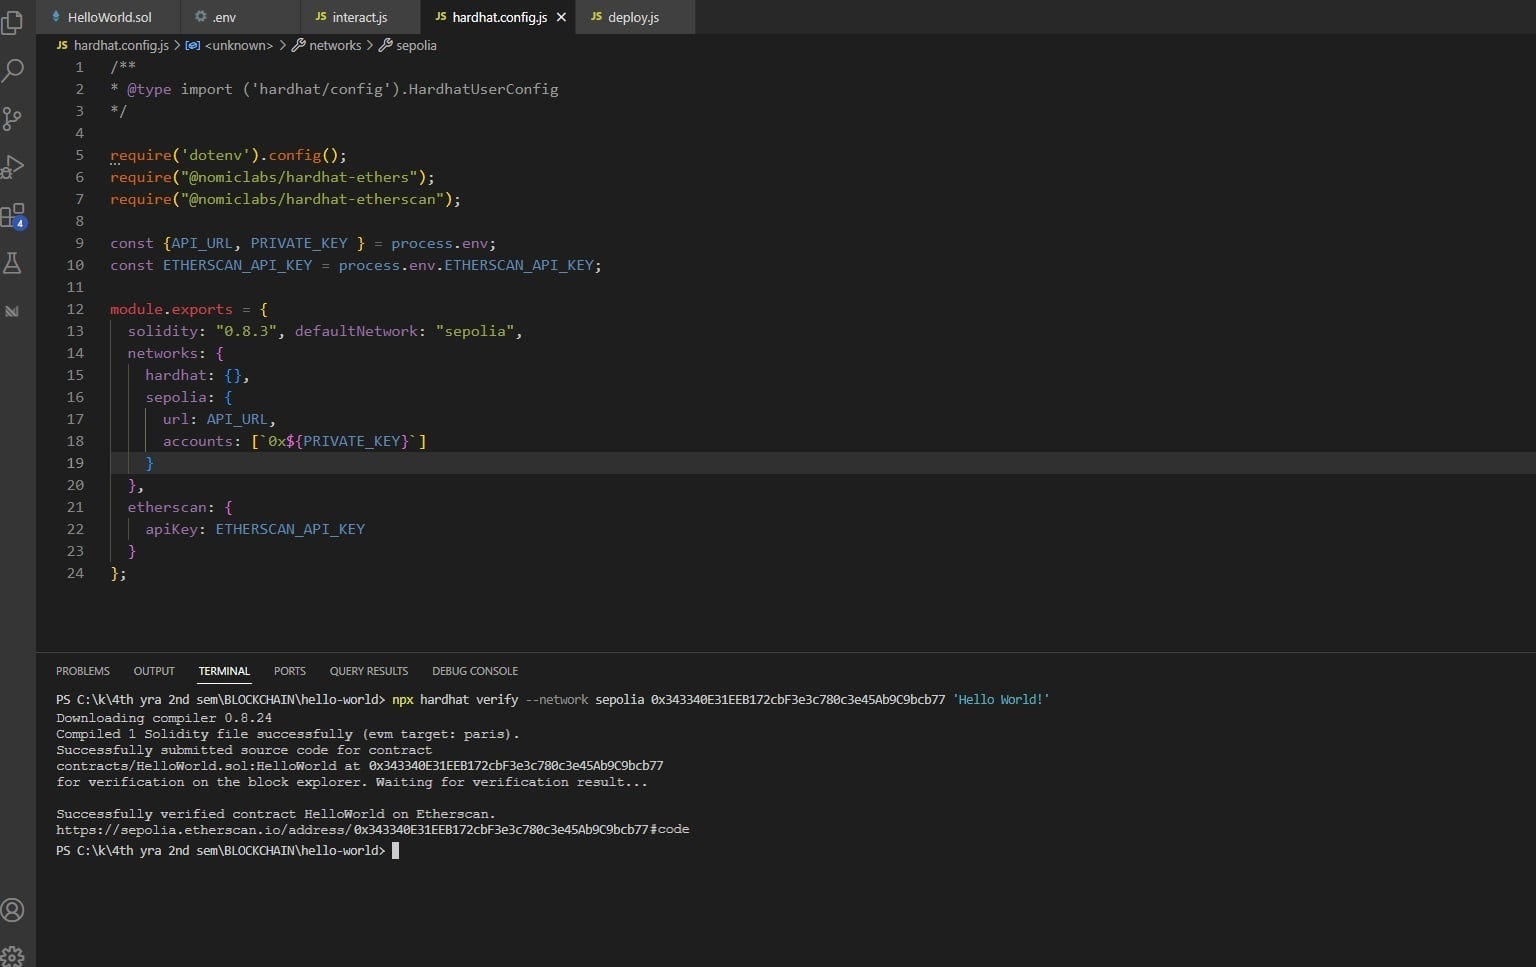 HelloWorld.sol .env JS interact.js JS hardhat.config.js × JS deploy.js
JS hardhat.config.js > <unknown> > networks > sepolia
1 /**
2 * @type import ('hardhat/config').HardhatUserConfig
3 */
4
5 require('dotenv').config();
6 require("@nomiclabs/hardhat-ethers");
7 require("@nomiclabs/hardhat-etherscan");
8
9 const {API_URL, PRIVATE_KEY } = process.env;
10 const ETHERSCAN_API_KEY = process.env.ETHERSCAN_API_KEY;
11
12 module.exports = {
13 solidity: "0.8.3", defaultNetwork: "sepolia",
14 networks: {
15 hardhat: {},
16 sepolia: {
17 url: API_URL,
18 accounts: [`0x${PRIVATE_KEY}`]
19 }
20 },
21 etherscan: {
22 apiKey: ETHERSCAN_API_KEY
23 }
24 };
4
PROBLEMS OUTPUT TERMINAL PORTS QUERY RESULTS DEBUG CONSOLE
PS C:\k\4th yra 2nd sem\BLOCKCHAIN\hello-world> npx hardhat verify --network sepolia 0x343340E31EEB172cbF3e3c780c3e45Ab9C9bcb77 'Hello World!'
Downloading compiler 0.8.24
Compiled 1 Solidity file successfully (evm target: paris).
Successfully submitted source code for contract
contracts/HelloWorld.sol:HelloWorld at 0x343340E31EEB172cbF3e3c780c3e45Ab9C9bcb77
for verification on the block explorer. Waiting for verification result...
Successfully verified contract HelloWorld on Etherscan.
https://sepolia.etherscan.io/address/0x343340E31EEB172cbF3e3c780c3e45Ab9C9bcb77#code
PS C:\k\4th yra 2nd sem\BLOCKCHAIN\hello-world>